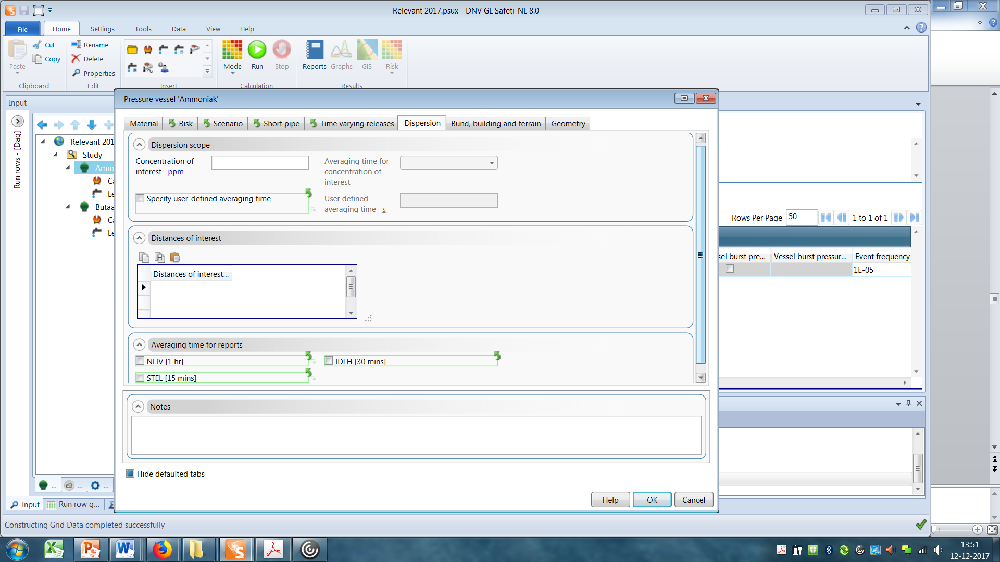 Relevant 2017.psux - DNV GL Safeti-NL 8.0
File Home Settings Tools Data View Help
Paste
Cut
Copy
Clipboard
Rename
Delete
Properties
Edit
Insert
Mode Run Stop
Calculation
Reports Graphs GIS Risk
Results
Input
Run rows - [Dag]
Relevant 201
Study
Amm
Ca
Le
Butaa
Ca
Le
Pressure vessel 'Ammoniak'
Material Risk Scenario Short pipe Time varying releases Dispersion Bund, building and terrain Geometry
Dispersion scope
Concentration of
interest ppm
Averaging time for
concentration of
interest
Specify user-defined averaging time
User defined
averaging time s
Distances of interest
H
Distances of interest...
Averaging time for reports
NLIV [1 hr]
IDLH [30 mins]
STEL [15 mins]
Notes
Hide defaulted tabs
Help OK Cancel
Rows Per Page 50 1 to 1 of 1
sel burst pre... Vessel burst pressur... Event frequency
1E-05
... ... ...
Input Run row g...
Constructing Grid Data completed successfully
13:51
12-12-2017